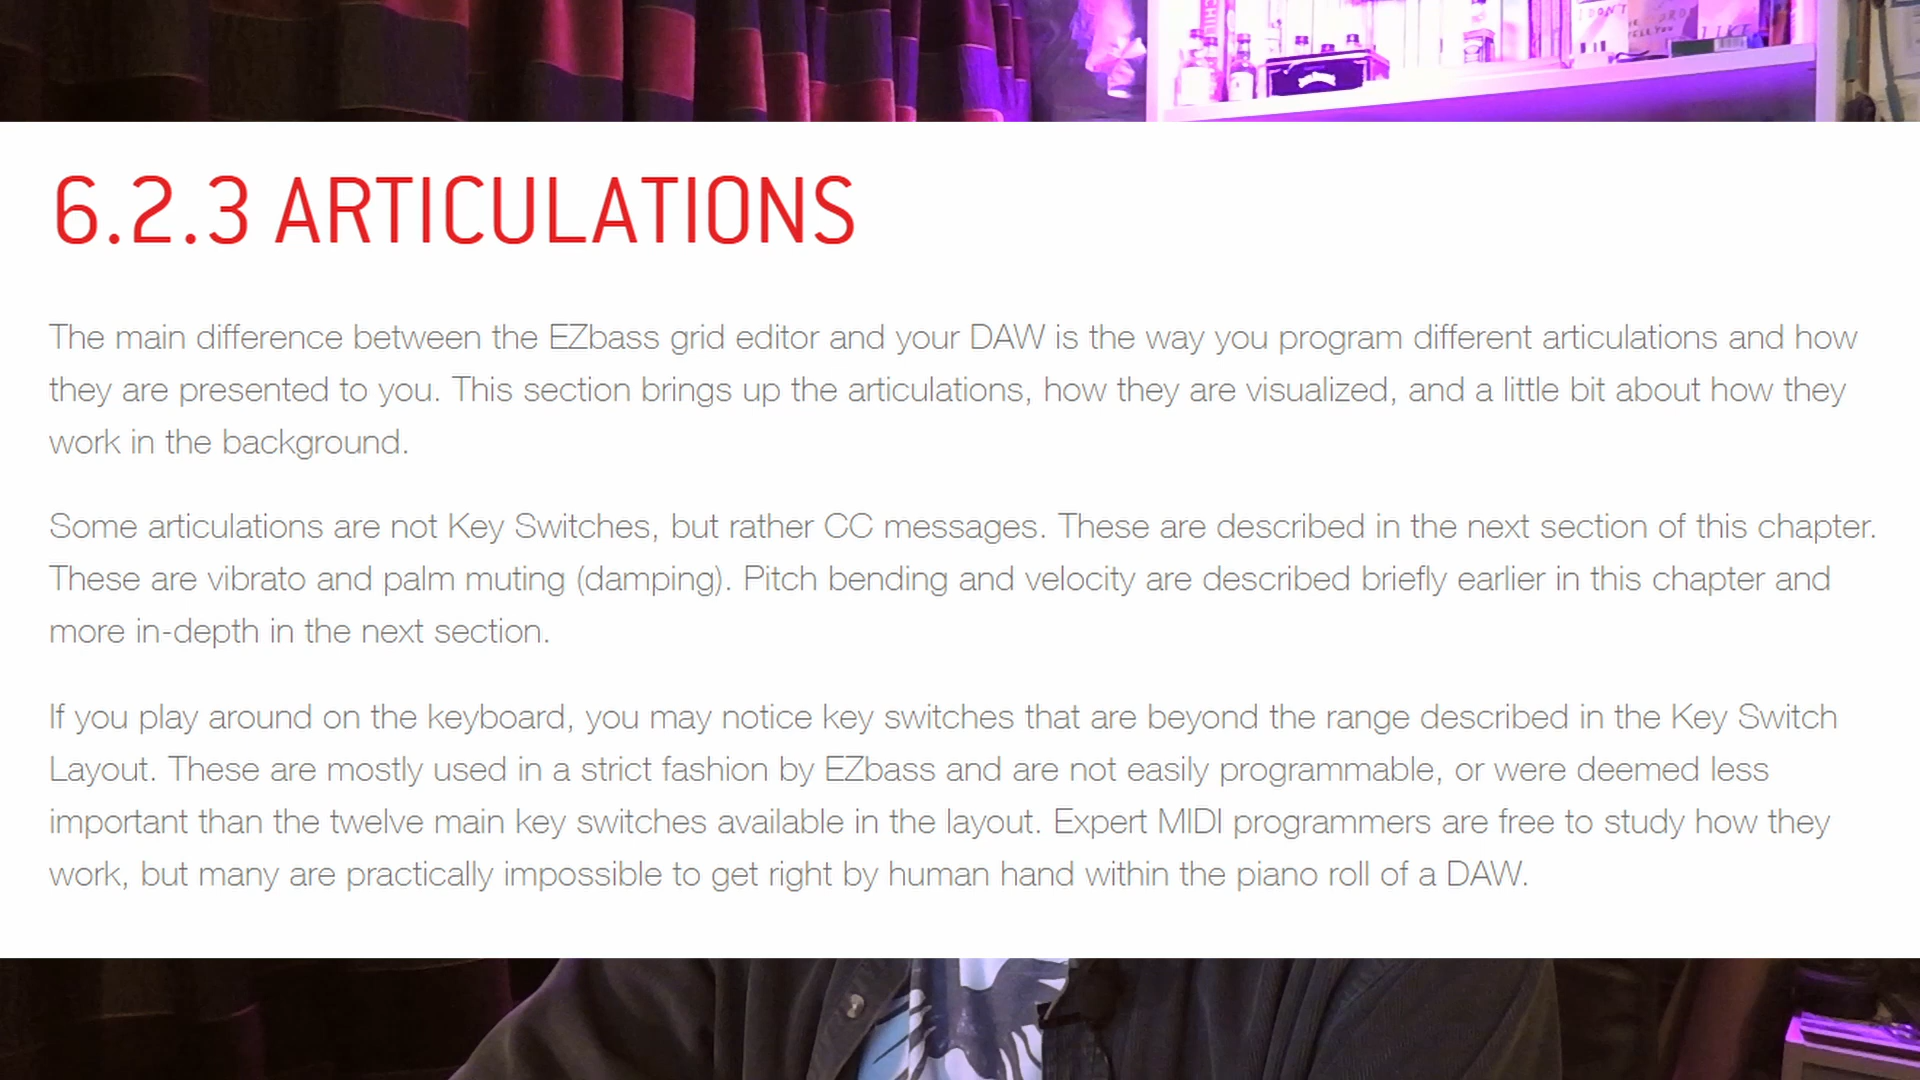 6.2.3 ARTICULATIONS
The main difference between the EZbass grid editor and your DAW is the way you program different articulations and how
they are presented to you. This section brings up the articulations, how they are visualized, and a little bit about how they
work in the background.
Some articulations are not Key Switches, but rather CC messages. These are described in the next section of this chapter.
These are vibrato and palm muting (damping). Pitch bending and velocity are described briefly earlier in this chapter and
more in-depth in the next section.
If you play around on the keyboard, you may notice key switches that are beyond the range described in the Key Switch
Layout. These are mostly used in a strict fashion by EZbass and are not easily programmable, or were deemed less
important than the twelve main key switches available in the layout. Expert MIDI programmers are free to study how they
work, but many are practically impossible to get right by human hand within the piano roll of a DAW.